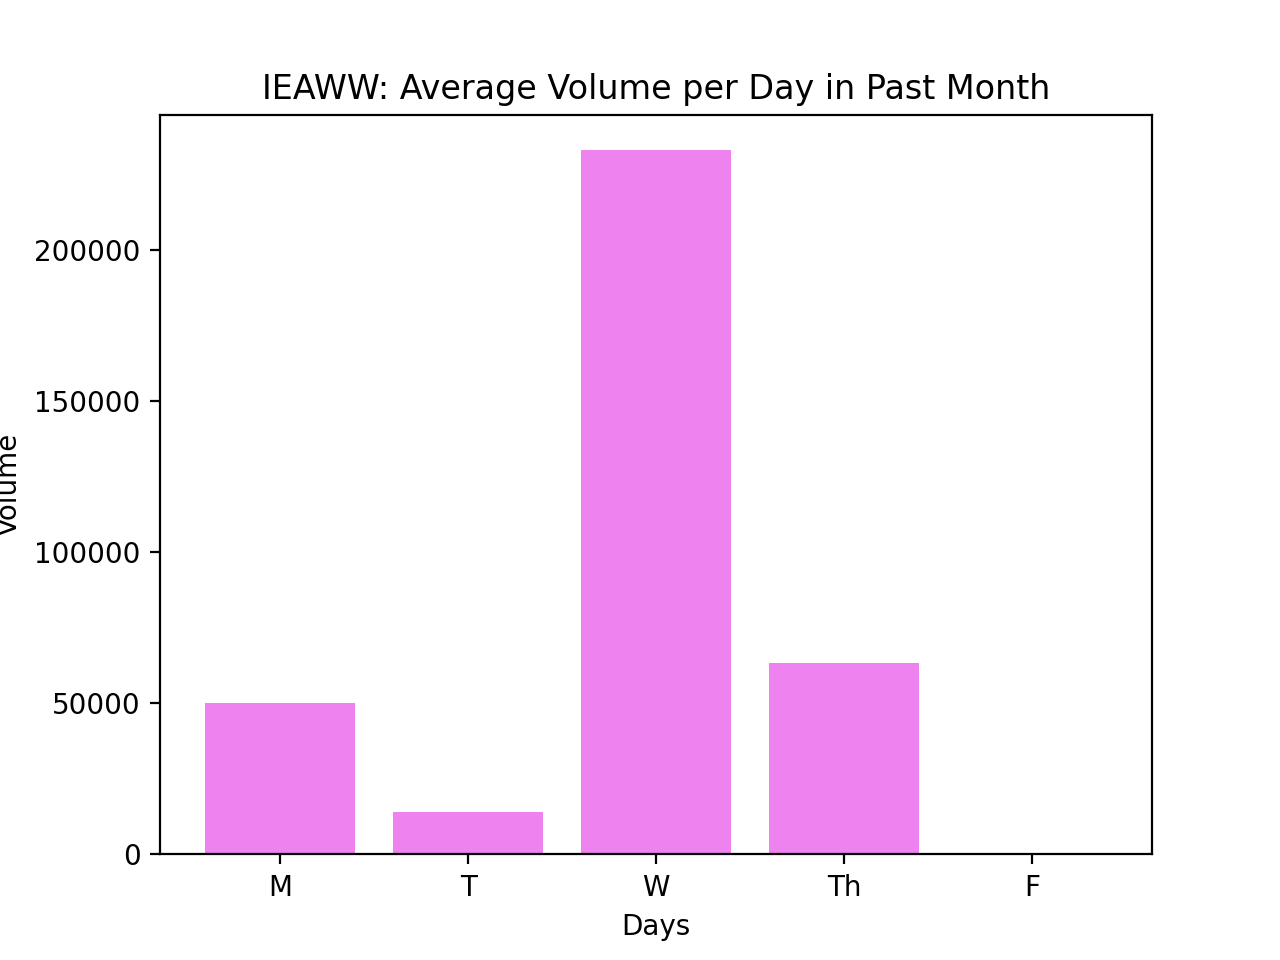 IEAWW: Average Volume per Day in Past Month
Volume
200000
150000
100000
50000
0
M T W Th F
Days